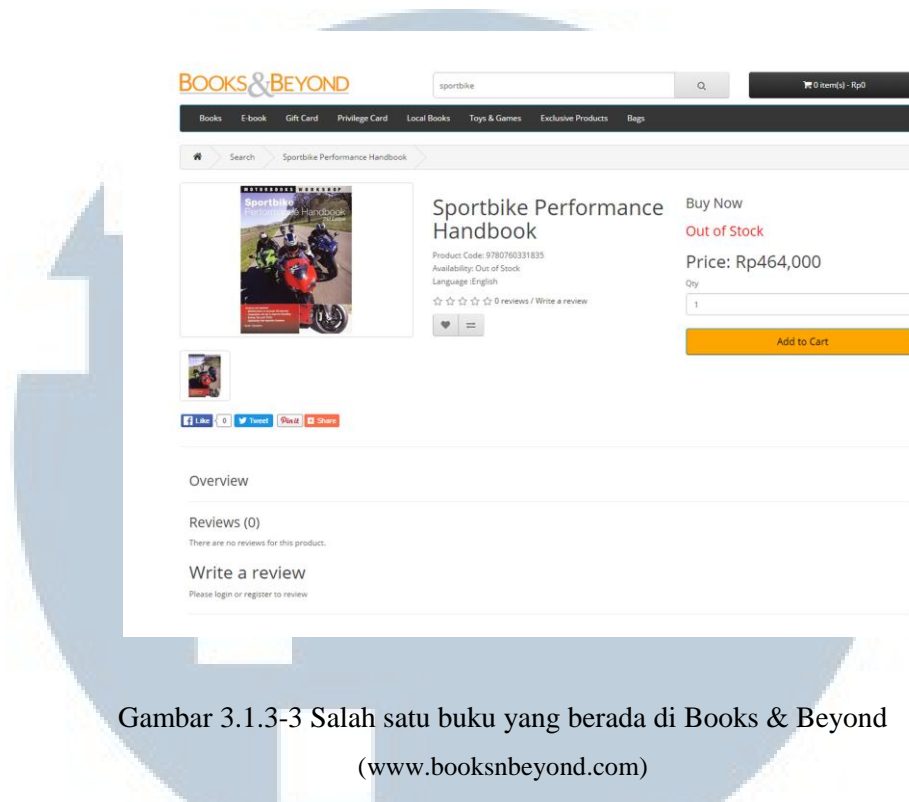 BOOKS&BEYOND
sportbike
0 item(s) - Rp0
Books E-book Gift Card Privilege Card Local Books Toys & Games Exclusive Products Bags
Search Sportbike Performance Handbook
MOTORBOOKS WORKSHOP
Sportbike
Performance Handbook
Sportbike Performance
Handbook
Product Code: 9780760331835
Availability: Out of Stock
Language :English
0 reviews / Write a review
Buy Now
Out of Stock
Price: Rp464,000
Qty
1
Add to Cart
Like 0 Tweet Pin it Share
Overview
Reviews (0)
There are no reviews for this product.
Write a review
Please login or register to review
Gambar 3.1.3-3 Salah satu buku yang berada di Books & Beyond
(www.booksnbeyond.com)